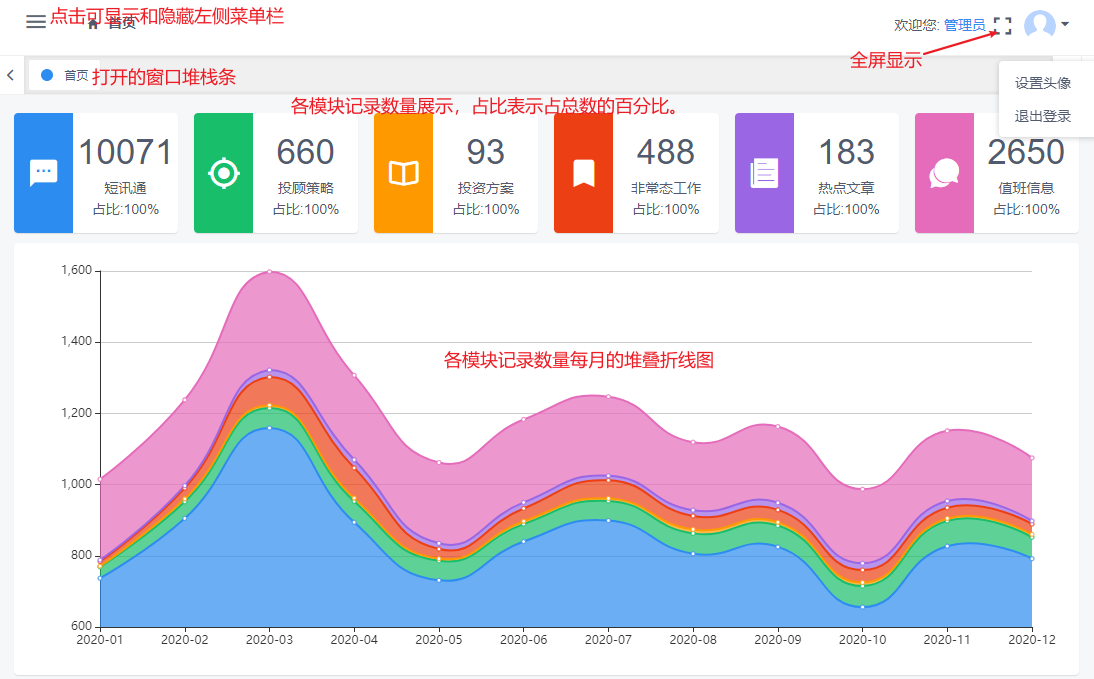 点击可显示和隐藏左侧菜单栏
首页
欢迎您: 管理员
全屏显示
首页
打开的窗口堆栈条
设置头像
退出登录
各模块记录数量展示，占比表示占总数的百分比。
10071
短讯通
占比:100%
660
投顾策略
占比:100%
93
投资方案
占比:100%
488
非常态工作
占比:100%
183
热点文章
占比:100%
2650
值班信息
占比:100%
各模块记录数量每月的堆叠折线图
1,600
1,400
1,200
1,000
800
600
2020-01 2020-02 2020-03 2020-04 2020-05 2020-06 2020-07 2020-08 2020-09 2020-10 2020-11 2020-12